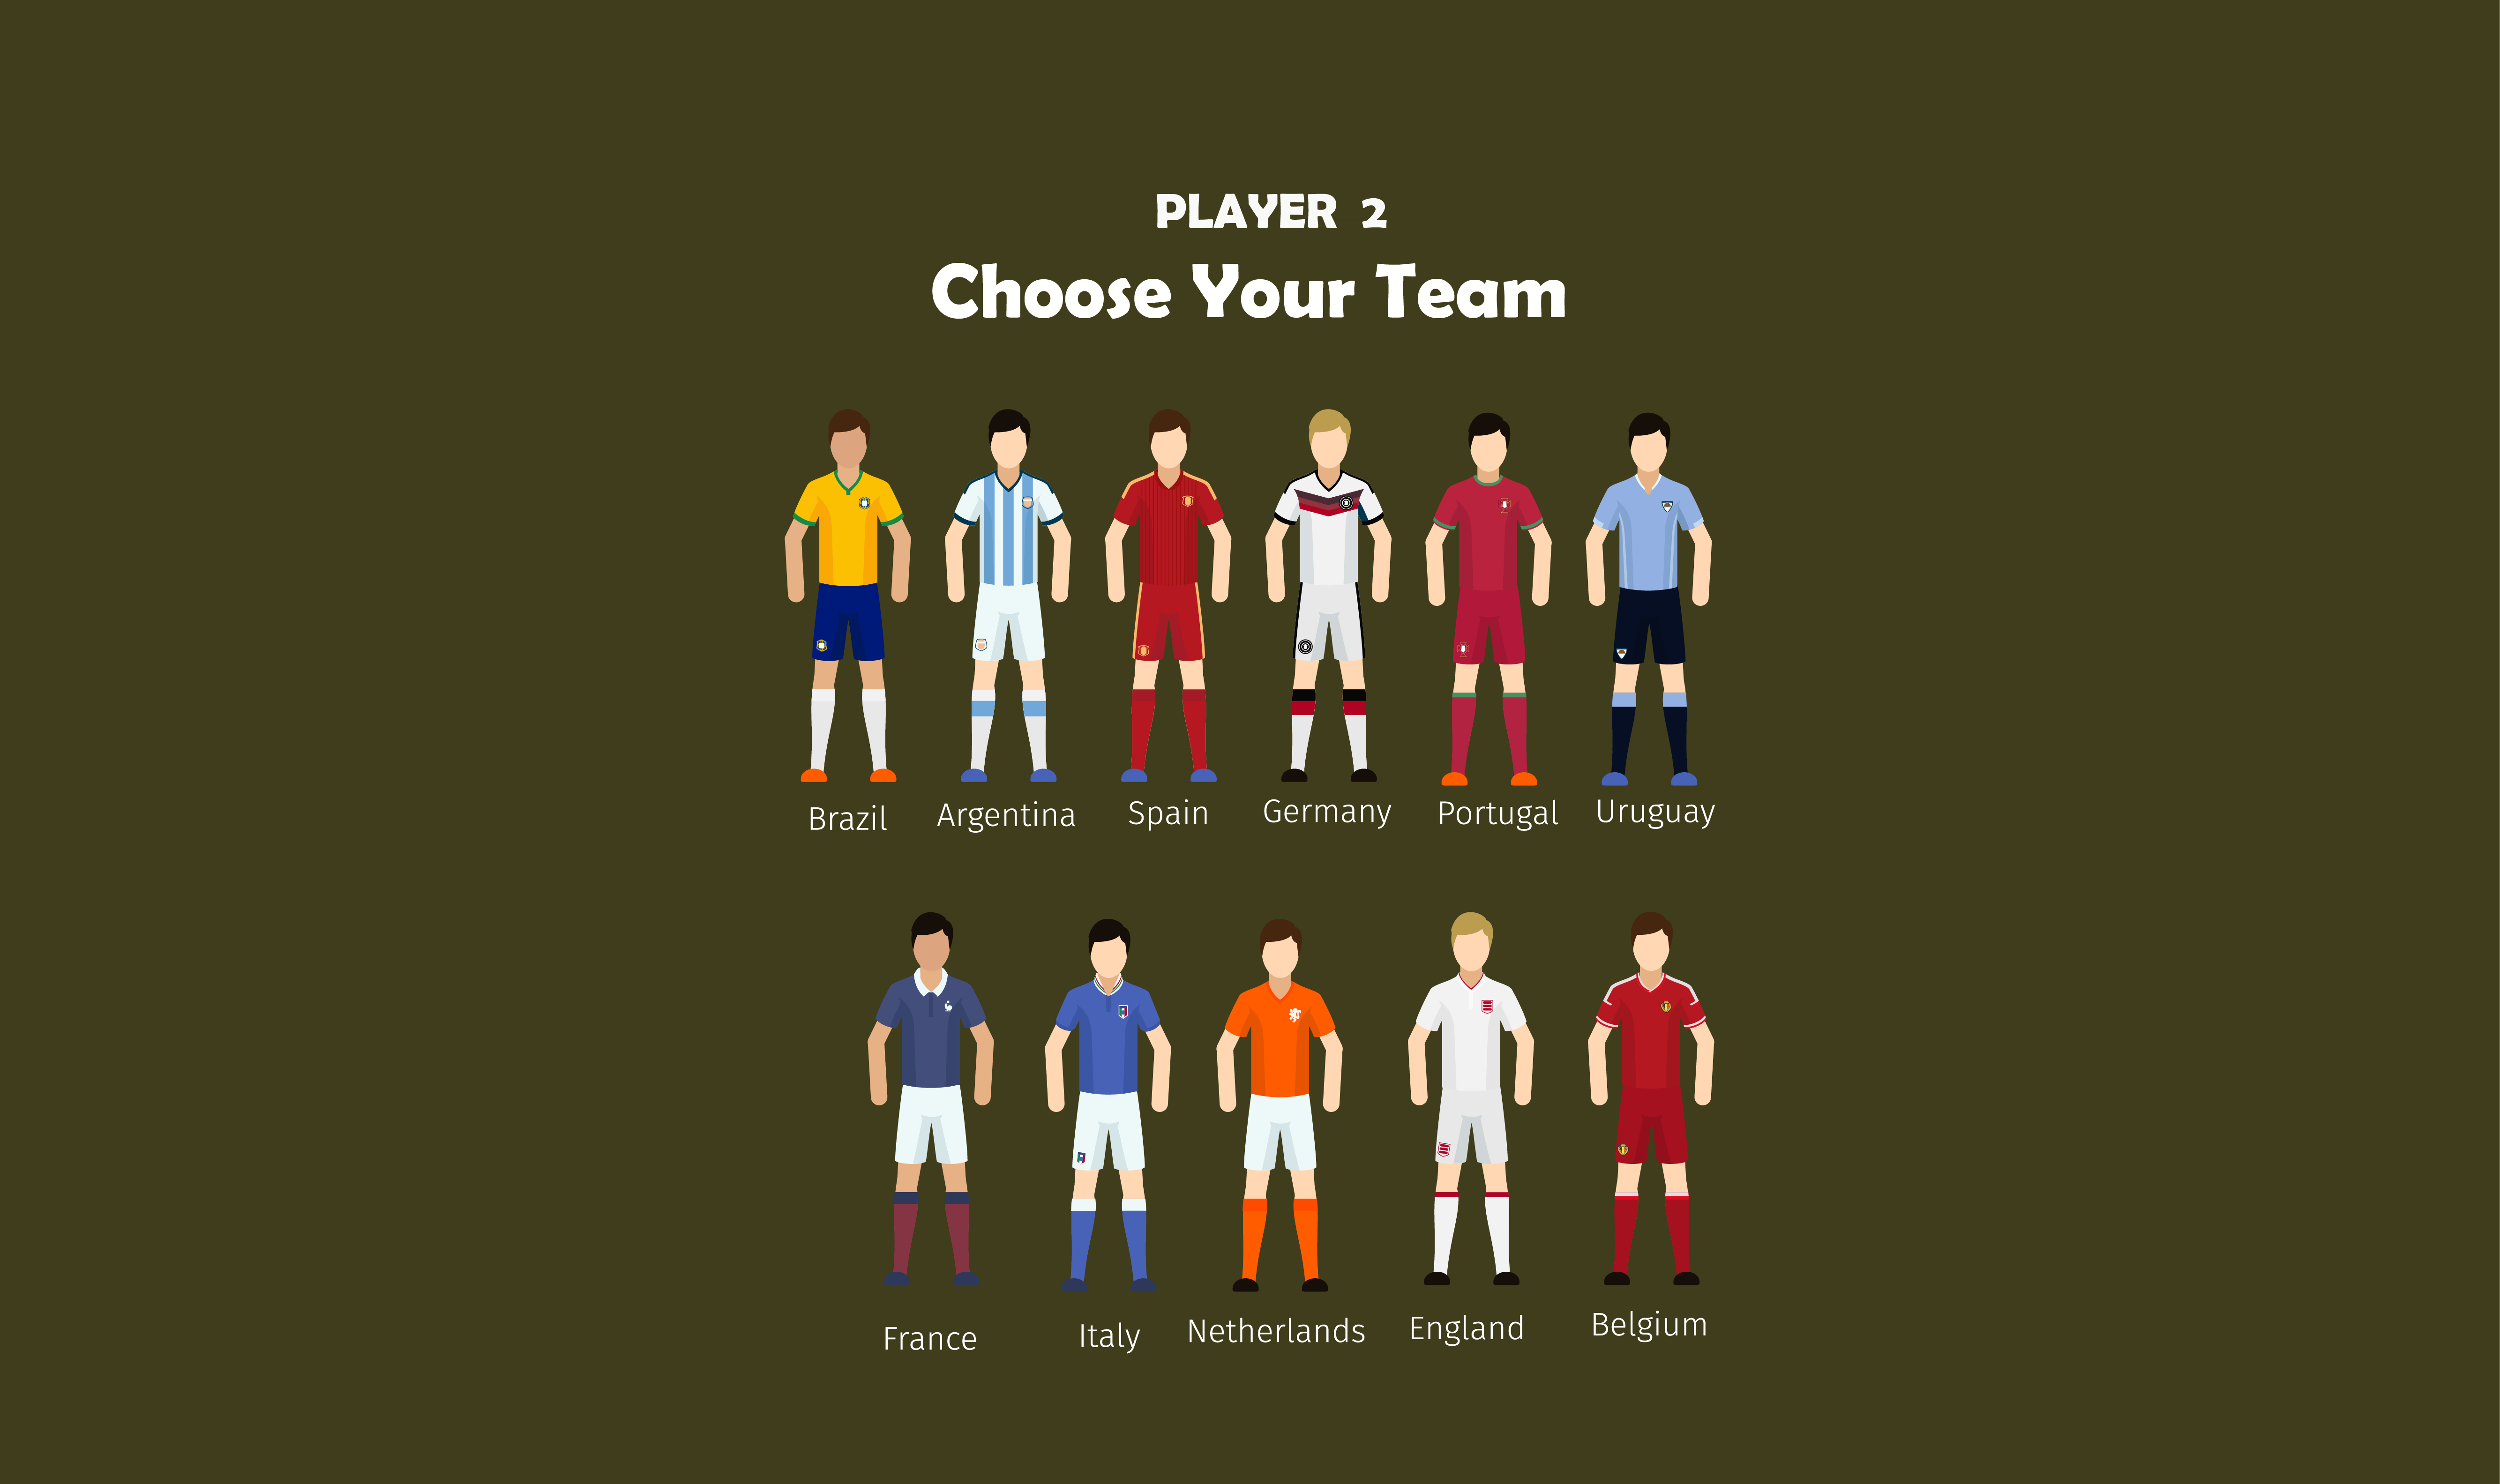 PLAYER 2
Choose Your Team
Brazil Argentina Spain Germany Portugal Uruguay
France Italy Netherlands England Belgium